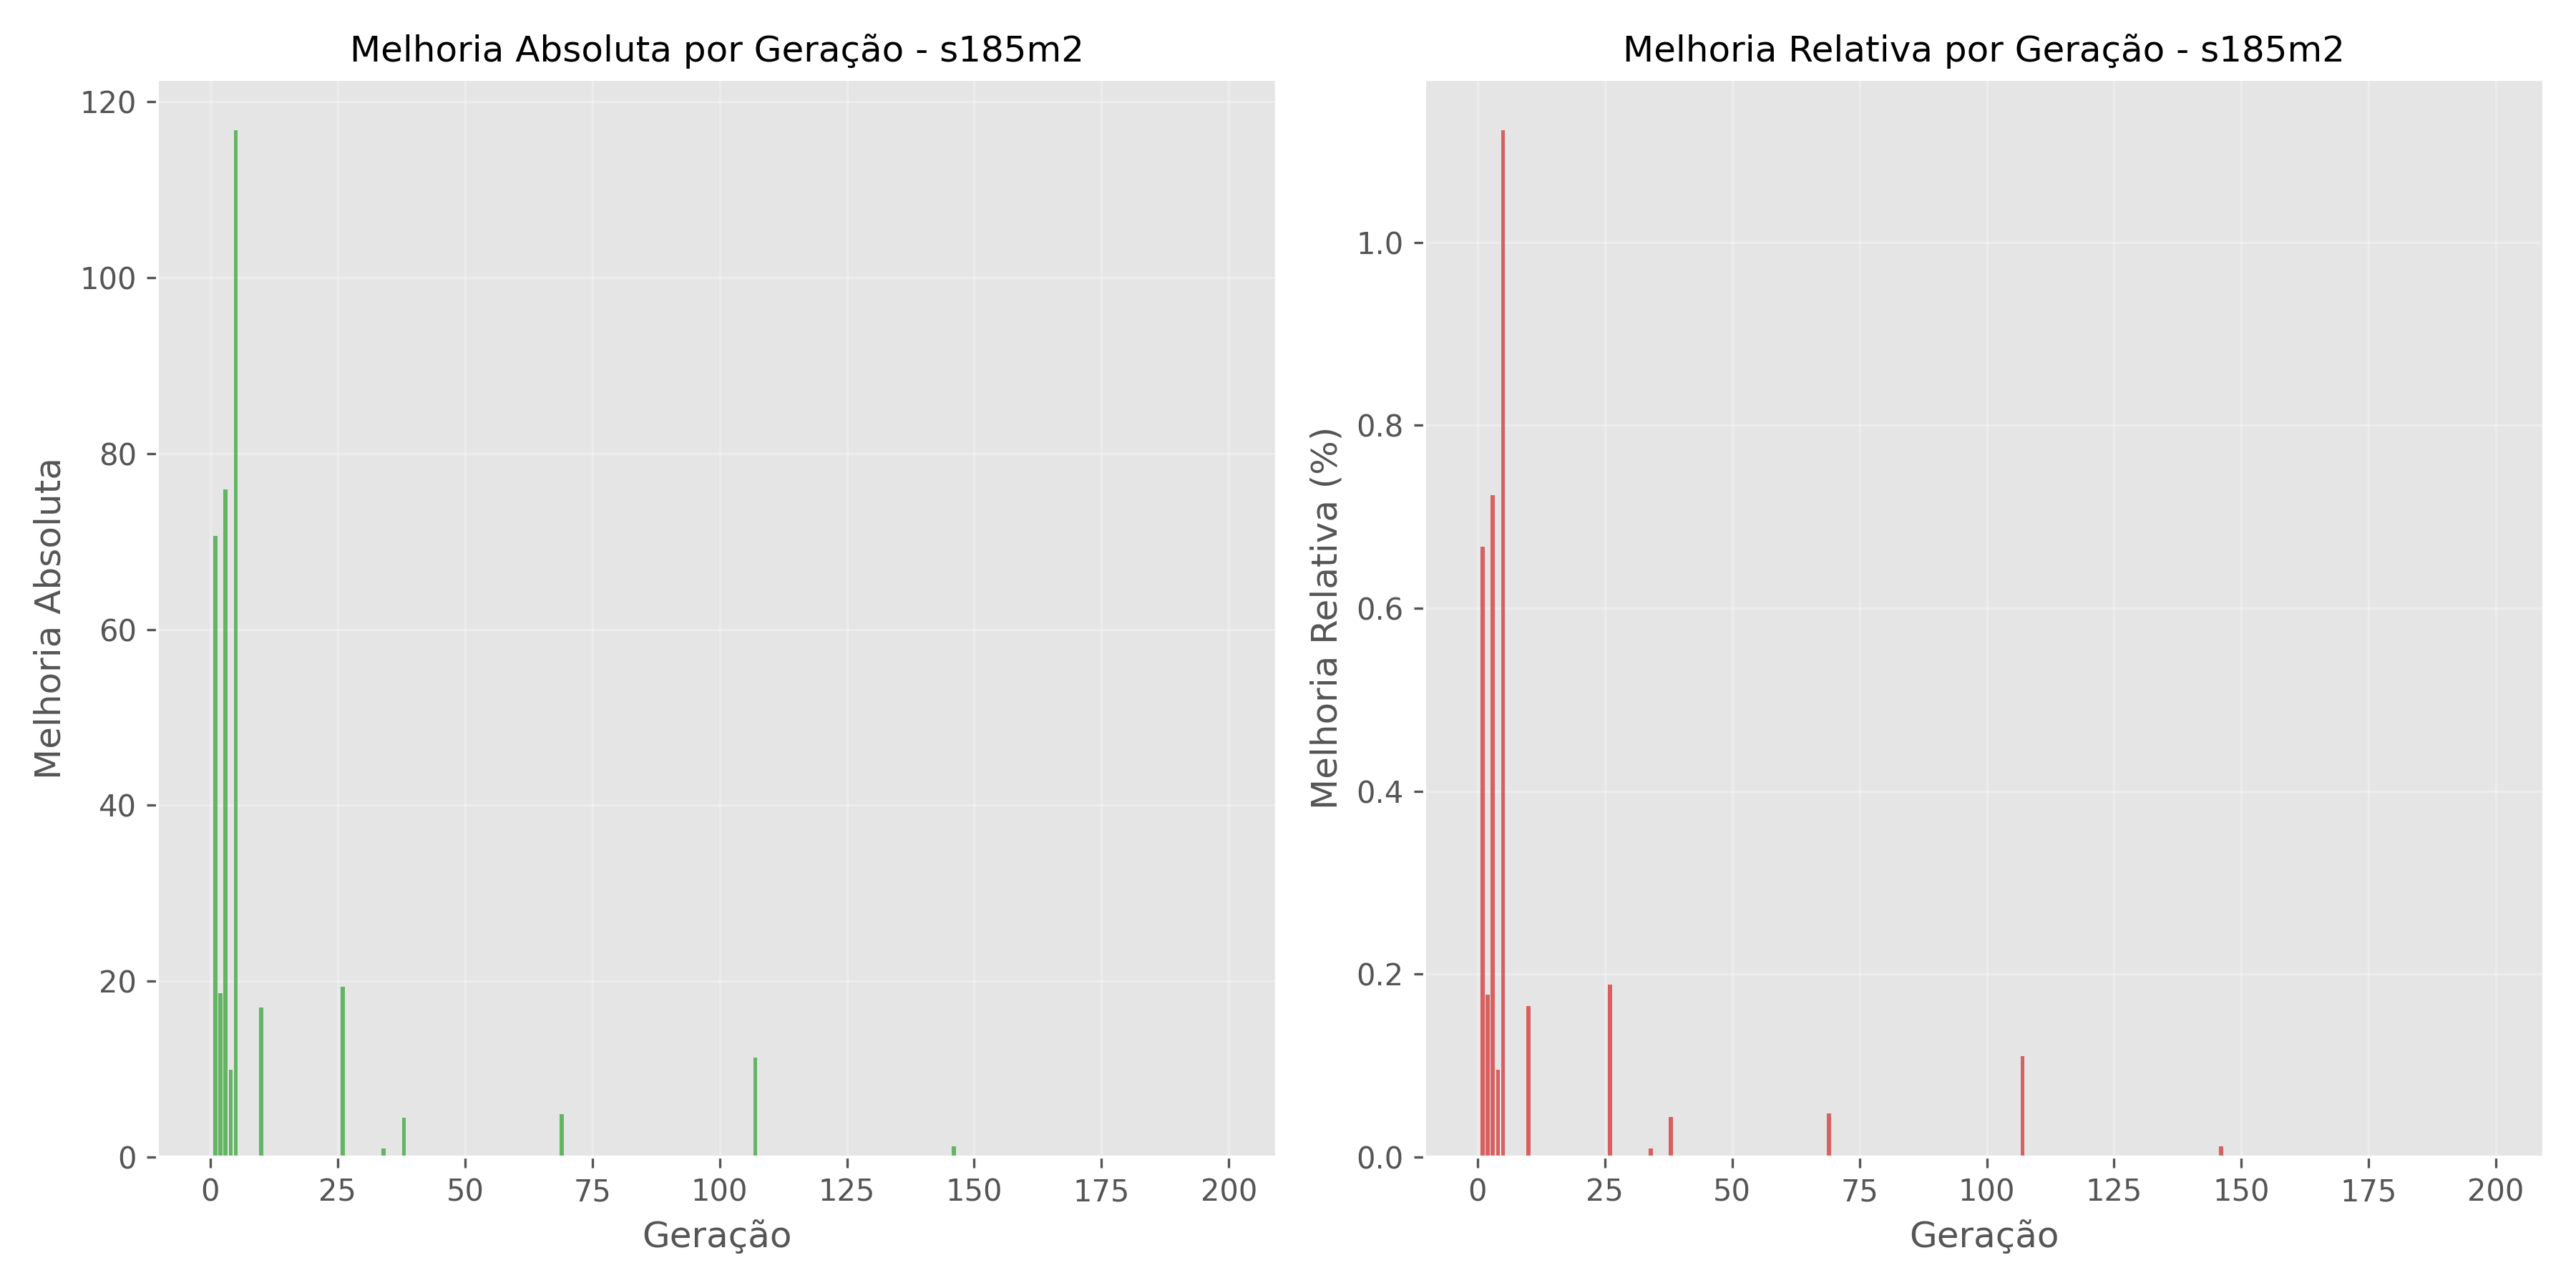 Melhoria Absoluta por Geração - s185m2
120
100
80
60
40
20
0
Melhoria Absoluta
0 25 50 75 100 125 150 175 200
Geração
Melhoria Relativa por Geração - s185m2
1.0
0.8
0.6
0.4
0.2
0.0
Melhoria Relativa (%)
0 25 50 75 100 125 150 175 200
Geração